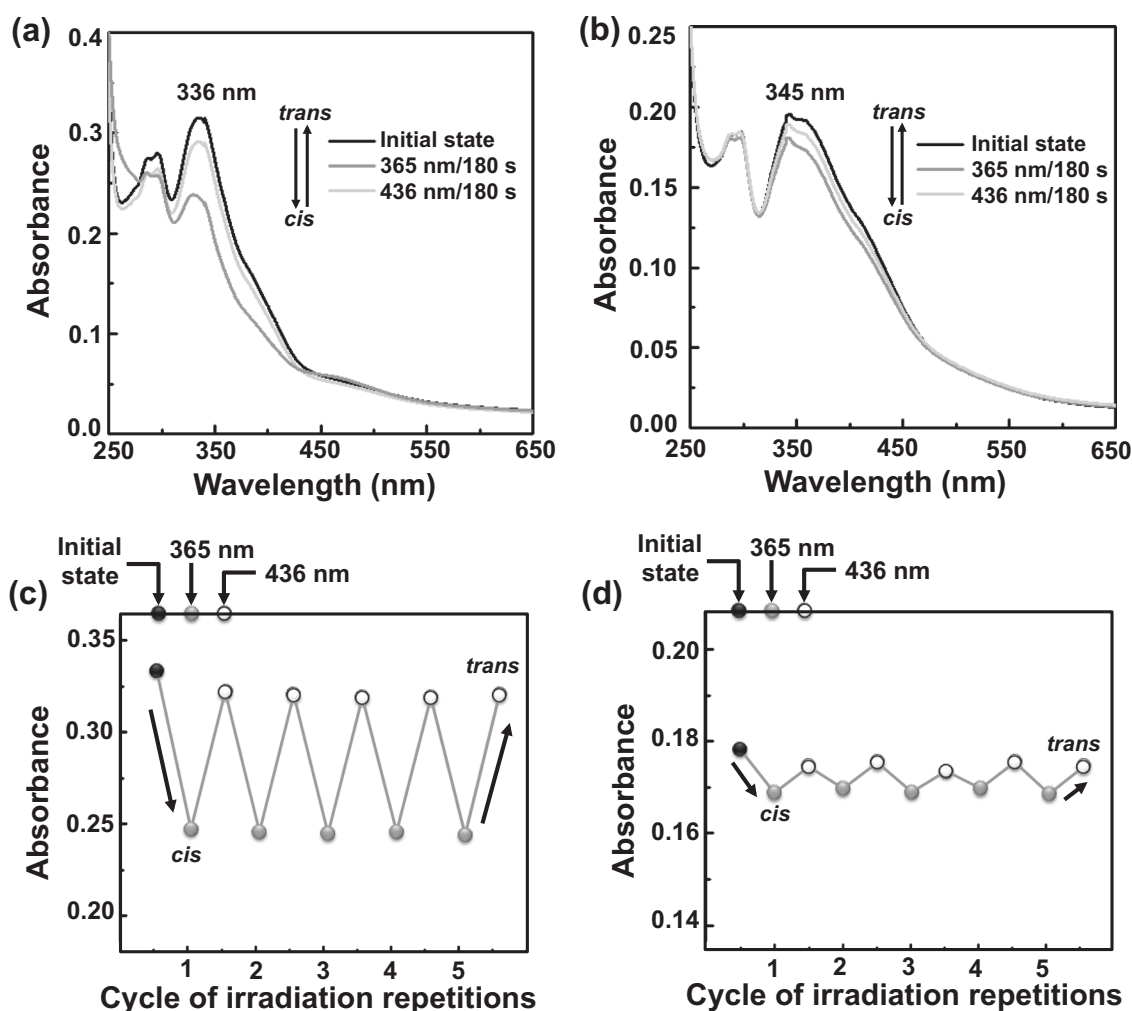 (a)
0.4
0.3
0.2
0.1
0.0
Absorbance
336 nm
trans
cis
Initial state
365 nm/180 s
436 nm/180 s
250 350 450 550 650
Wavelength (nm)
(b)
0.25
0.20
0.15
0.10
0.05
0.00
Absorbance
345 nm
trans
cis
Initial state
365 nm/180 s
436 nm/180 s
250 350 450 550 650
Wavelength (nm)
(c)
Initial
state
365 nm
436 nm
0.35
0.30
0.25
0.20
Absorbance
cis
trans
1 2 3 4 5
Cycle of irradiation repetitions
(d)
Initial
state
365 nm
436 nm
0.20
0.18
0.16
0.14
Absorbance
cis
trans
1 2 3 4 5
Cycle of irradiation repetitions